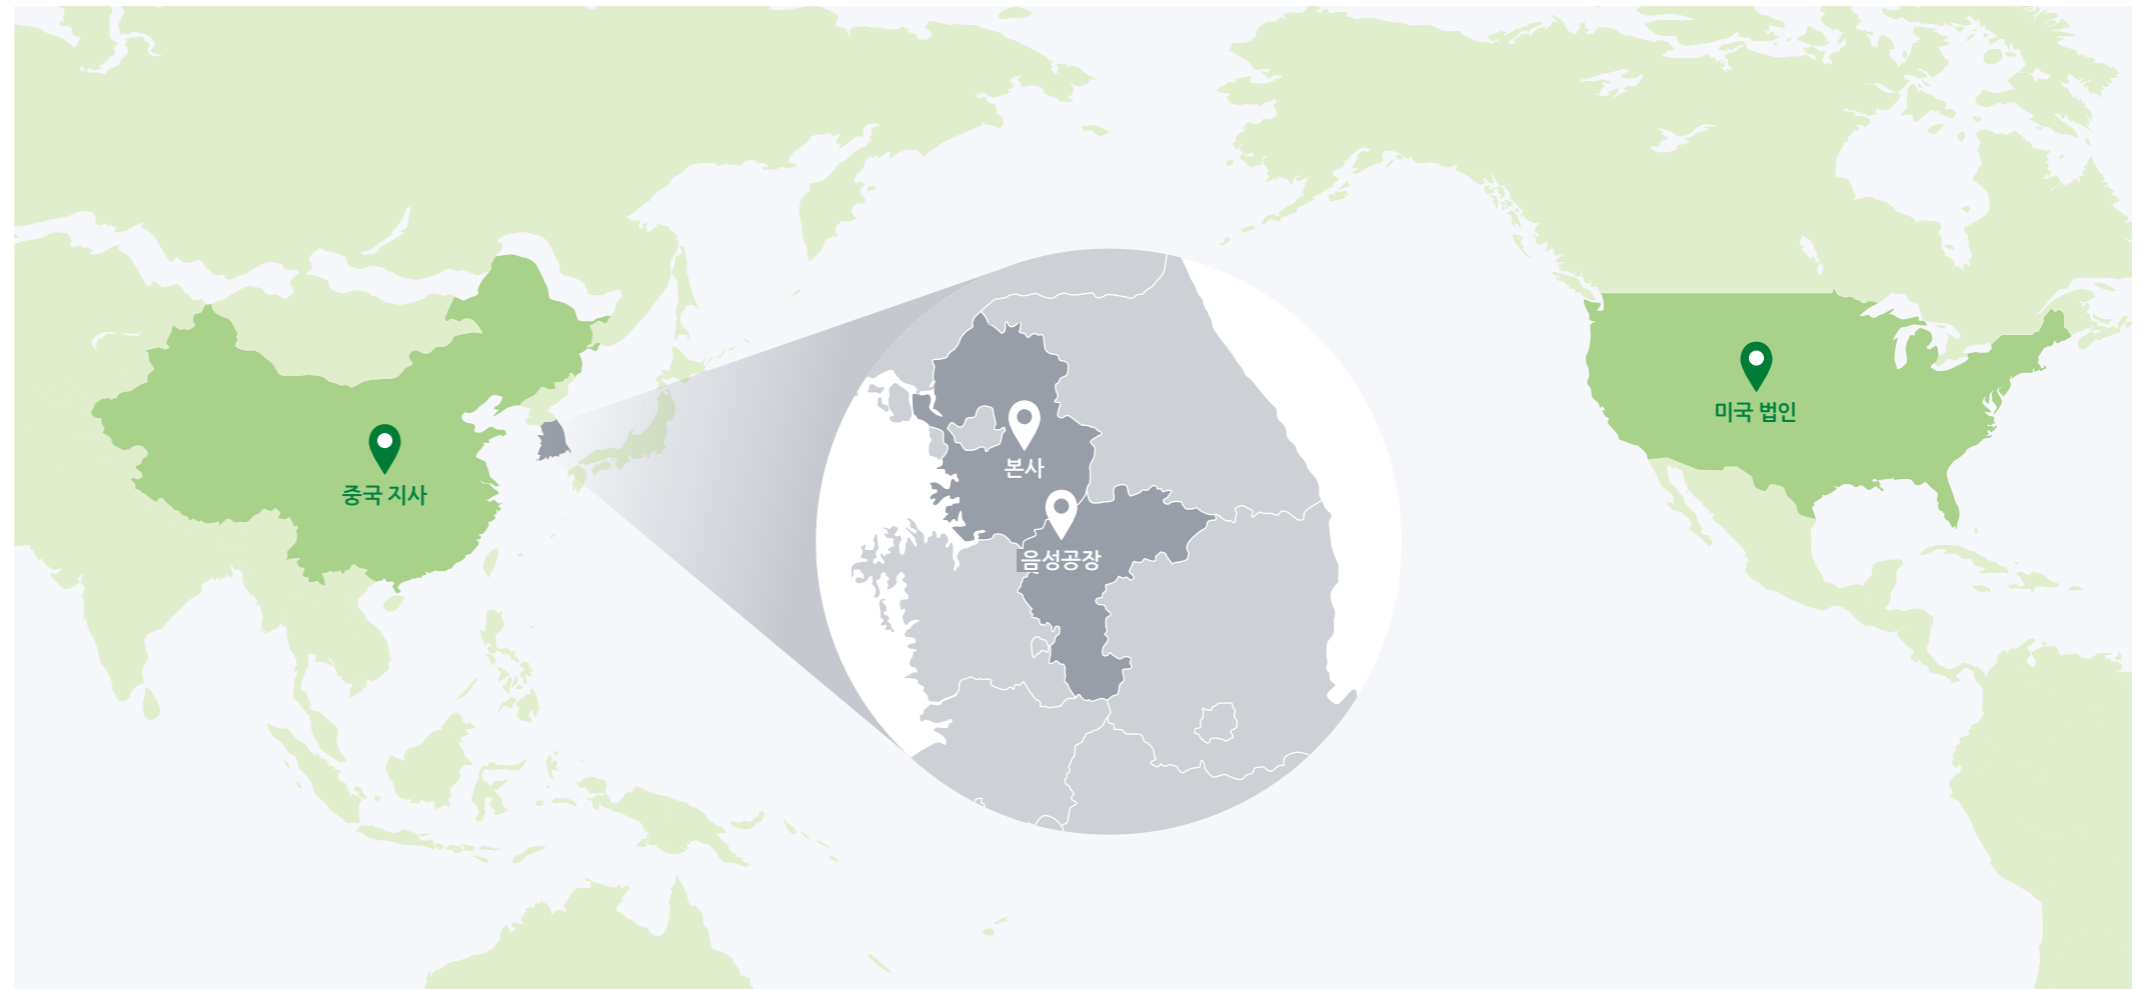 중국 지사
본사
음성공장
미국 법인